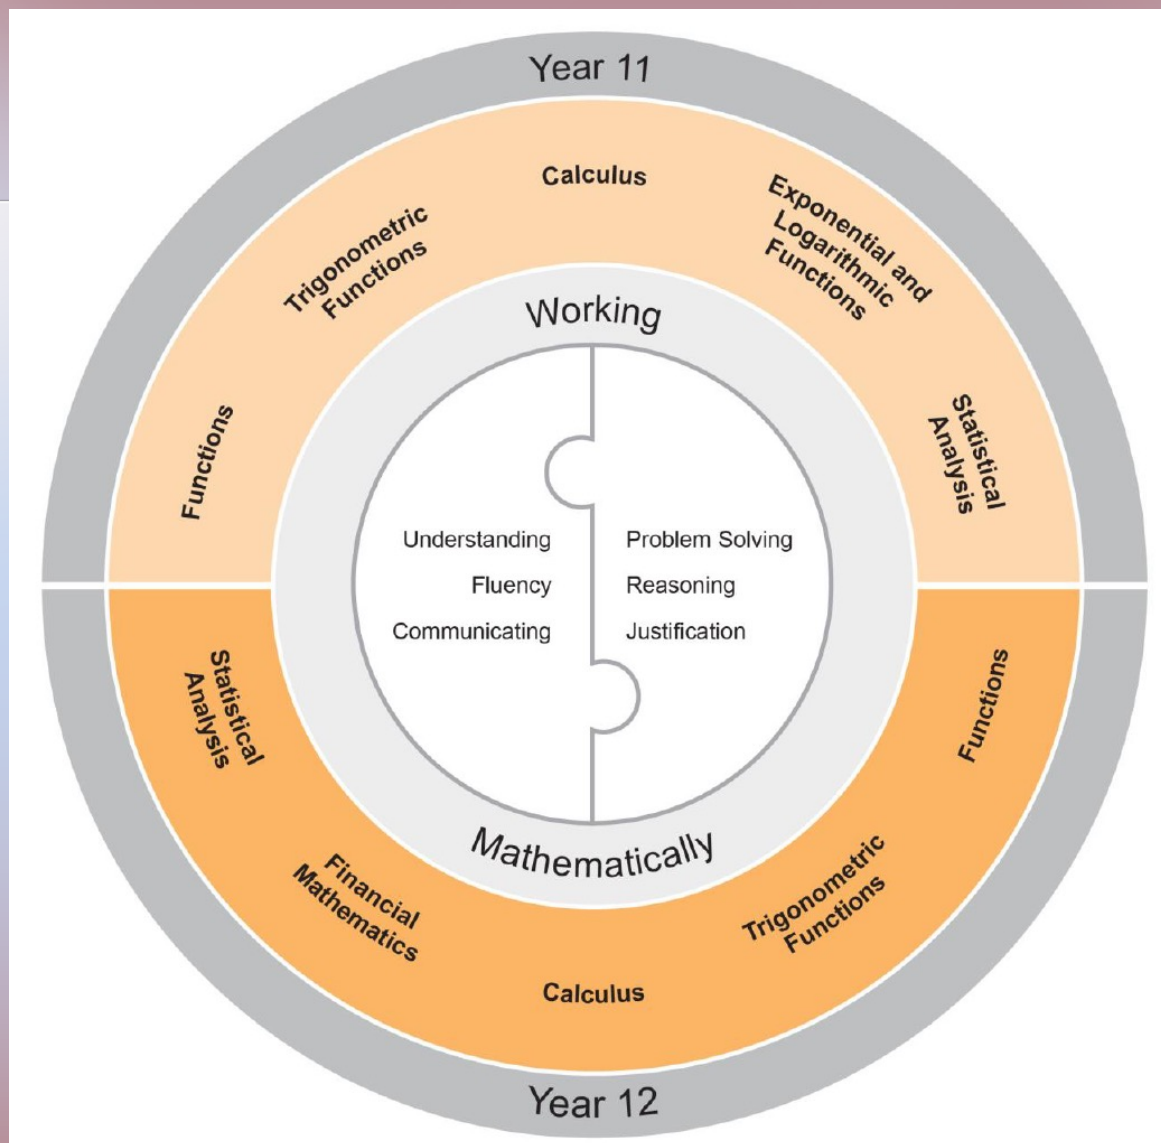 Year 11
Calculus
Trigonometric
Functions
Exponential and
Logarithmic
Functions
Functions
Statistical
Analysis
Working
Understanding
Fluency
Communicating
Problem Solving
Reasoning
Justification
Mathematically
Statistical
Analysis
Functions
Financial
Mathematics
Trigonometric
Functions
Calculus
Year 12